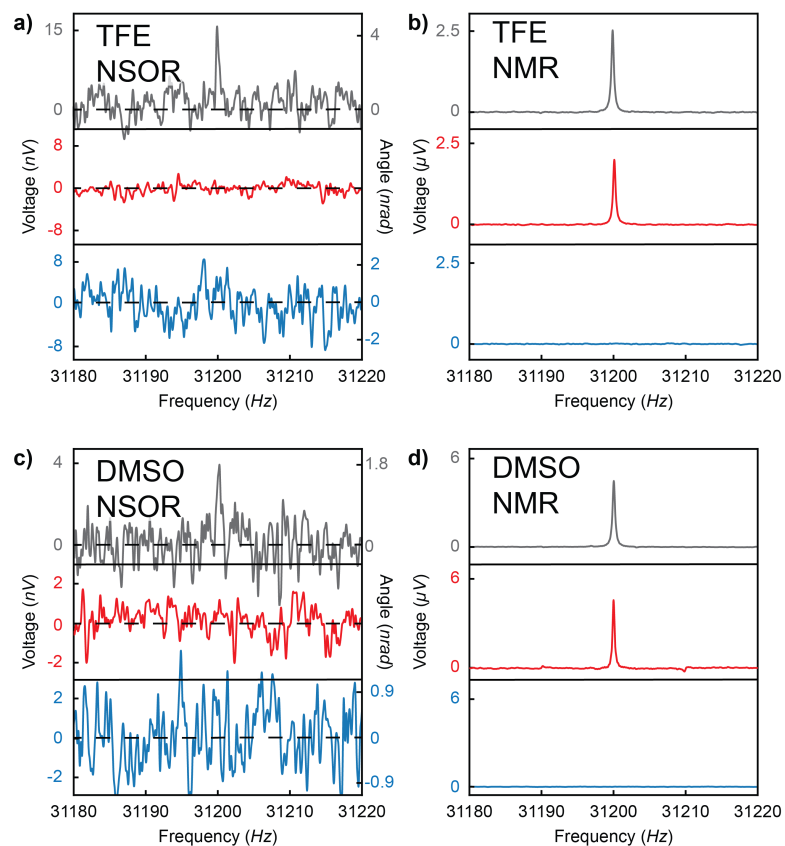 a)
TFE
NSOR
15
0
4
0
8
0
-8
8
0
-8
2
0
-2
Voltage (nV)
Angle (nrad)
31180 31190 31200 31210 31220
Frequency (Hz)
b)
TFE
NMR
2.5
0
2.5
0
2.5
0
Voltage (µV)
31180 31190 31200 31210 31220
Frequency (Hz)
c)
DMSO
NSOR
4
0
1.8
0
2
0
-2
2
0
-2
0.9
0
-0.9
Voltage (nV)
Angle (nrad)
31180 31190 31200 31210 31220
Frequency (Hz)
d)
DMSO
NMR
6
0
6
0
6
0
Voltage (µV)
31180 31190 31200 31210 31220
Frequency (Hz)